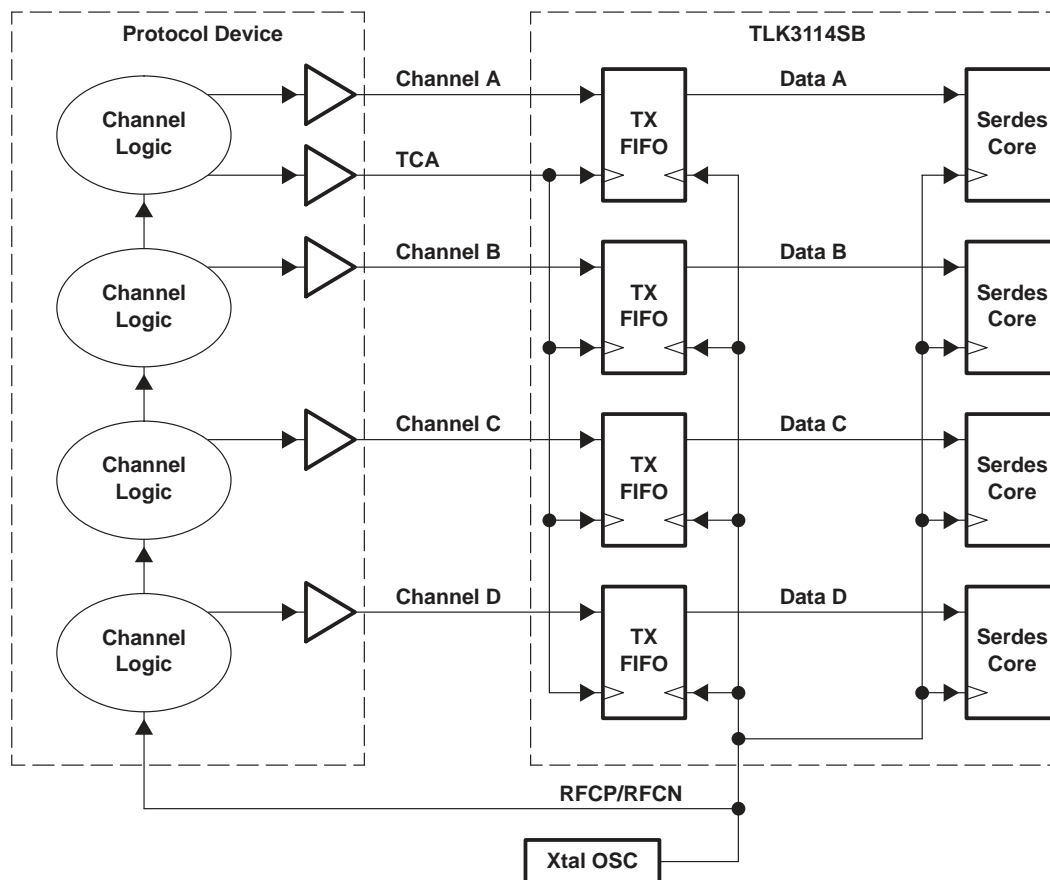 Protocol Device
TLK3114SB
Channel
Logic
Channel A
TX
FIFO
Data A
Serdes
Core
TCA
Channel
Logic
Channel B
TX
FIFO
Data B
Serdes
Core
Channel
Logic
Channel C
TX
FIFO
Data C
Serdes
Core
Channel
Logic
Channel D
TX
FIFO
Data D
Serdes
Core
RFCP/RFCN
Xtal OSC